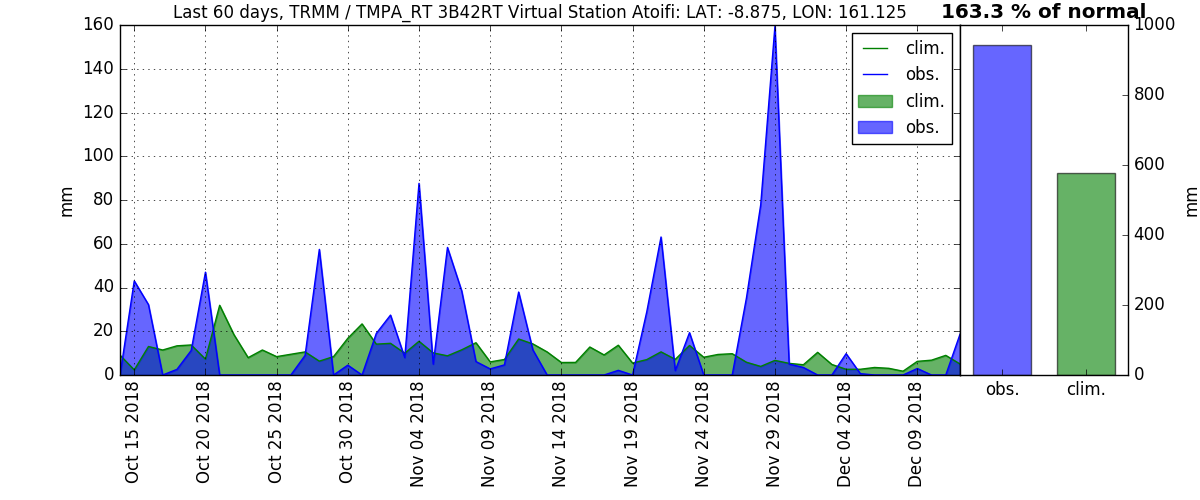 Last 60 days, TRMM / TMPA_RT 3B42RT Virtual Station Atoifi: LAT: -8.875, LON: 161.125
163.3 % of normal
160
140
120
100
80
60
40
20
0
mm
clim.
obs.
clim.
obs.
Oct 15 2018
Oct 20 2018
Oct 25 2018
Oct 30 2018
Nov 04 2018
Nov 09 2018
Nov 14 2018
Nov 19 2018
Nov 24 2018
Nov 29 2018
Dec 04 2018
Dec 09 2018
1000
800
600
400
200
0
mm
obs.
clim.